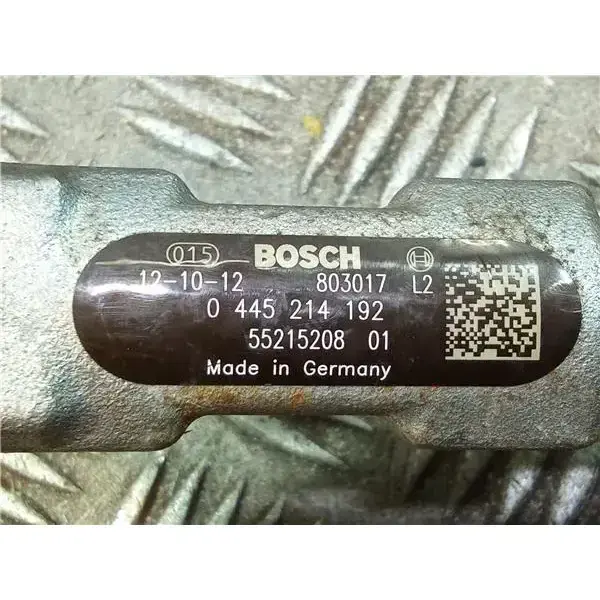 015 BOSCH
12-10-12 803017 L2
0 445 214 192
55215208 01
Made in Germany